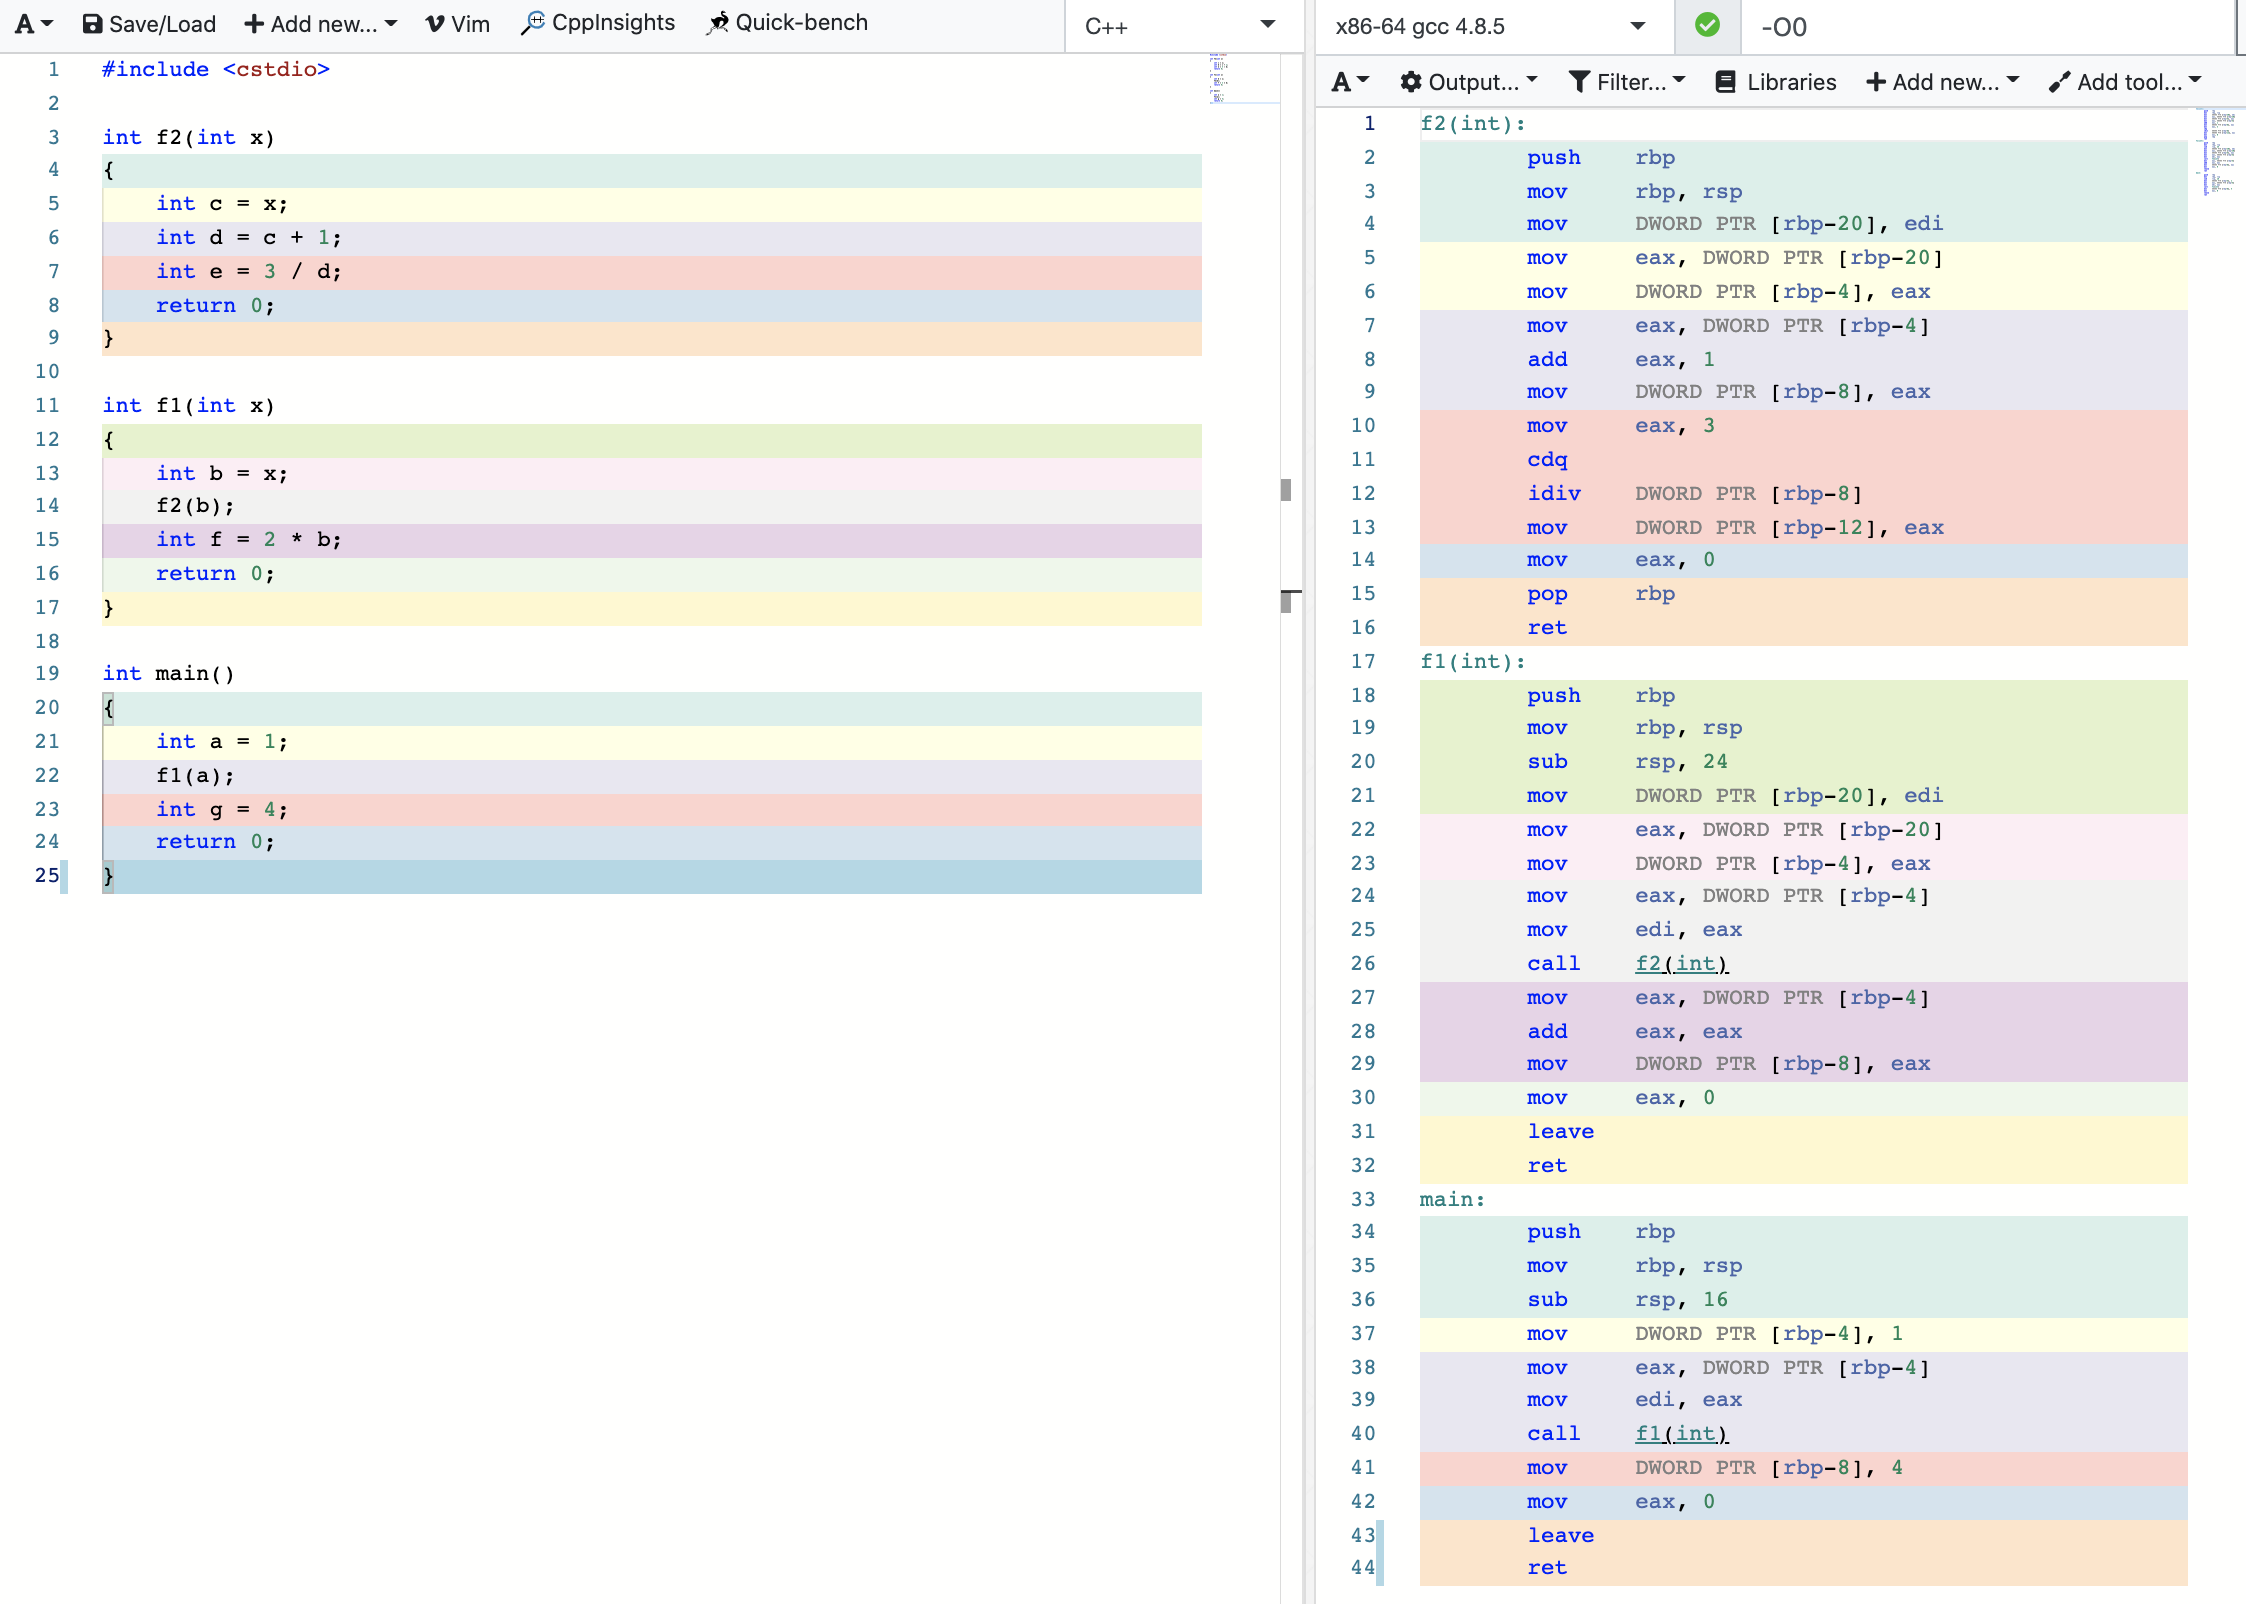 A Save/Load Add new... Vim CppInsights Quick-bench C++
1 #include <cstdio>
2
3 int f2(int x)
4 {
5 int c = x;
6 int d = c + 1;
7 int e = 3 / d;
8 return 0;
9 }
10
11 int f1(int x)
12 {
13 int b = x;
14 f2(b);
15 int f = 2 * b;
16 return 0;
17 }
18
19 int main()
20 {
21 int a = 1;
22 f1(a);
23 int g = 4;
24 return 0;
25 }
x86-64 gcc 4.8.5 -O0
A Output... Filter... Libraries Add new... Add tool...
1 f2(int):
2 push rbp
3 mov rbp, rsp
4 mov DWORD PTR [rbp-20], edi
5 mov eax, DWORD PTR [rbp-20]
6 mov DWORD PTR [rbp-4], eax
7 mov eax, DWORD PTR [rbp-4]
8 add eax, 1
9 mov DWORD PTR [rbp-8], eax
10 mov eax, 3
11 cdq
12 idiv DWORD PTR [rbp-8]
13 mov DWORD PTR [rbp-12], eax
14 mov eax, 0
15 pop rbp
16 ret
17 f1(int):
18 push rbp
19 mov rbp, rsp
20 sub rsp, 24
21 mov DWORD PTR [rbp-20], edi
22 mov eax, DWORD PTR [rbp-20]
23 mov DWORD PTR [rbp-4], eax
24 mov eax, DWORD PTR [rbp-4]
25 mov edi, eax
26 call f2(int)
27 mov eax, DWORD PTR [rbp-4]
28 add eax, eax
29 mov DWORD PTR [rbp-8], eax
30 mov eax, 0
31 leave
32 ret
33 main:
34 push rbp
35 mov rbp, rsp
36 sub rsp, 16
37 mov DWORD PTR [rbp-4], 1
38 mov eax, DWORD PTR [rbp-4]
39 mov edi, eax
40 call f1(int)
41 mov DWORD PTR [rbp-8], 4
42 mov eax, 0
43 leave
44 ret